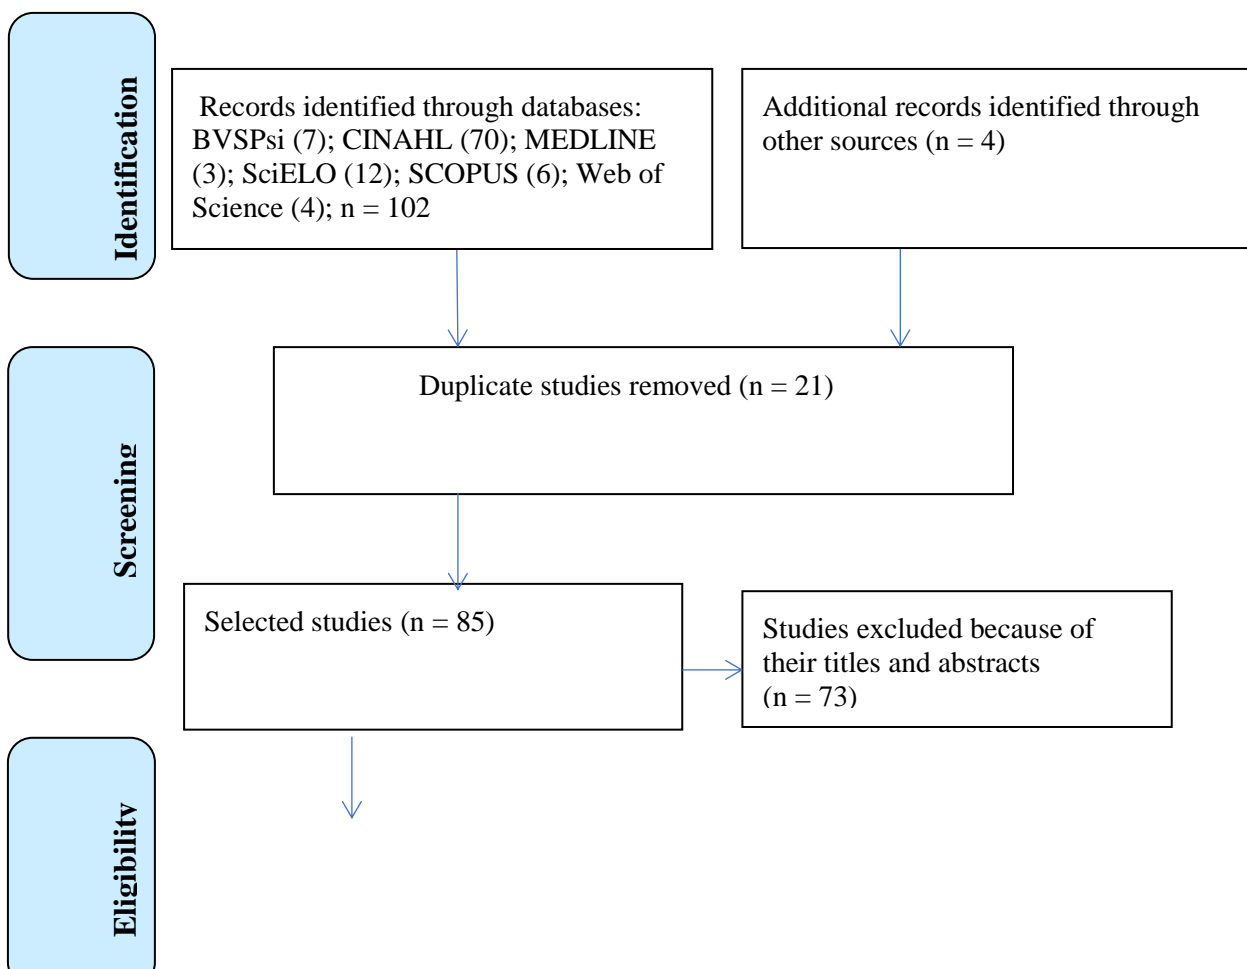 Identification
Records identified through databases:
BVSPsi (7); CINAHL (70); MEDLINE
(3); SciELO (12); SCOPUS (6); Web of
Science (4); n = 102
Additional records identified through
other sources (n = 4)
Screening
Duplicate studies removed (n = 21)
Selected studies (n = 85)
Studies excluded because of
their titles and abstracts
(n = 73)
Eligibility